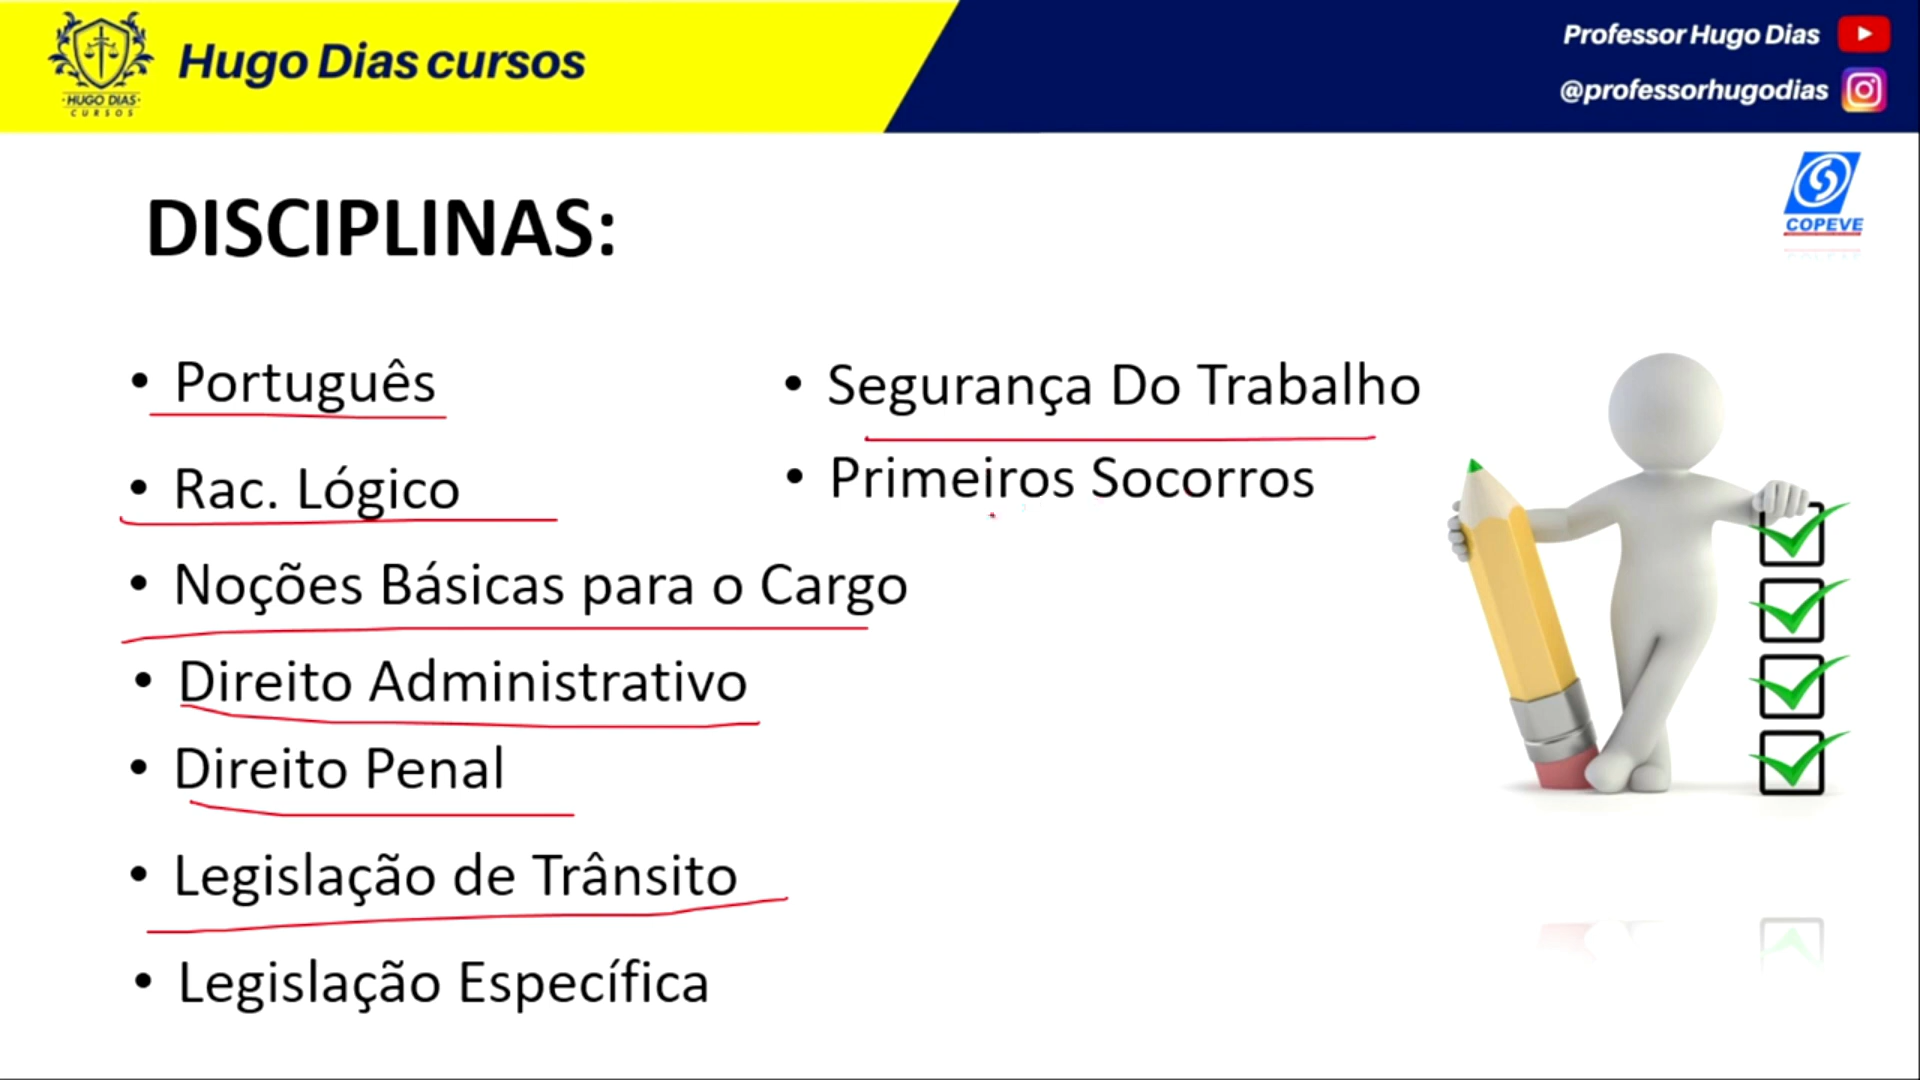 Hugo Dias cursos
·HUGO DIAS·
CURSOS
Professor Hugo Dias
@professorhugodias
COPEVE
DISCIPLINAS:
• Português
• Rac. Lógico
• Noções Básicas para o Cargo
• Direito Administrativo
• Direito Penal
• Legislação de Trânsito
• Legislação Específica
• Segurança Do Trabalho
• Primeiros Socorros